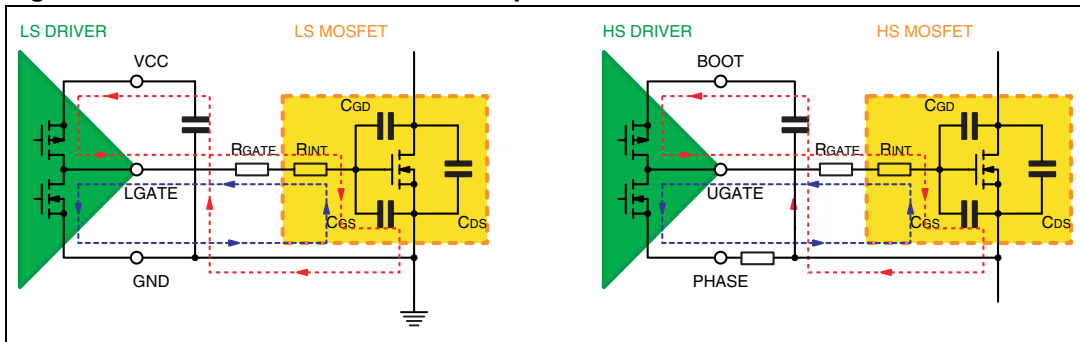 LS DRIVER
LS MOSFET
VCC
CGD
RGATE
RINT
LGATE
CGS
CDS
GND
HS DRIVER
HS MOSFET
BOOT
CGD
RGATE
RINT
UGATE
CGS
CDS
PHASE